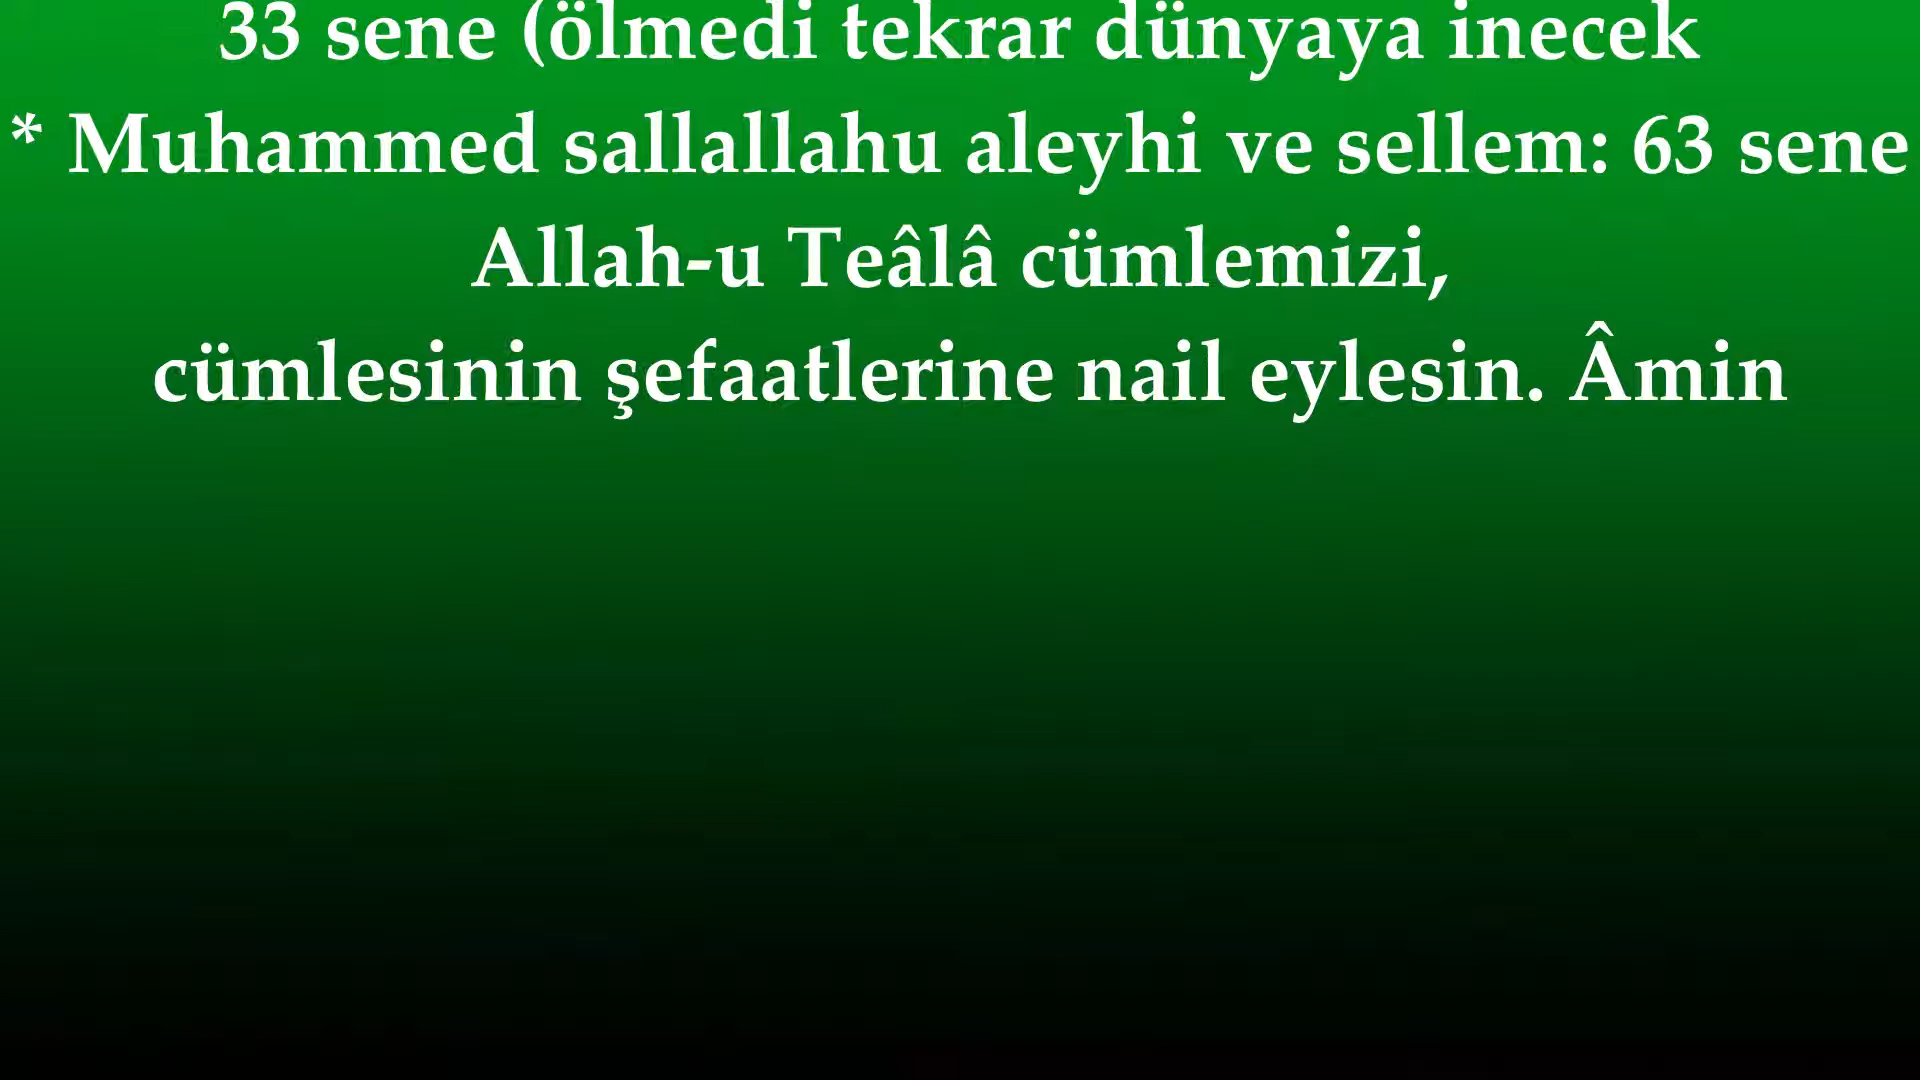 33 sene (ölmedi tekrar dünyaya inecek
* Muhammed sallallahu aleyhi ve sellem: 63 sene
Allah-u Teâlâ cümlemizi,
cümlesinin şefaatlerine nail eylesin. Âmin